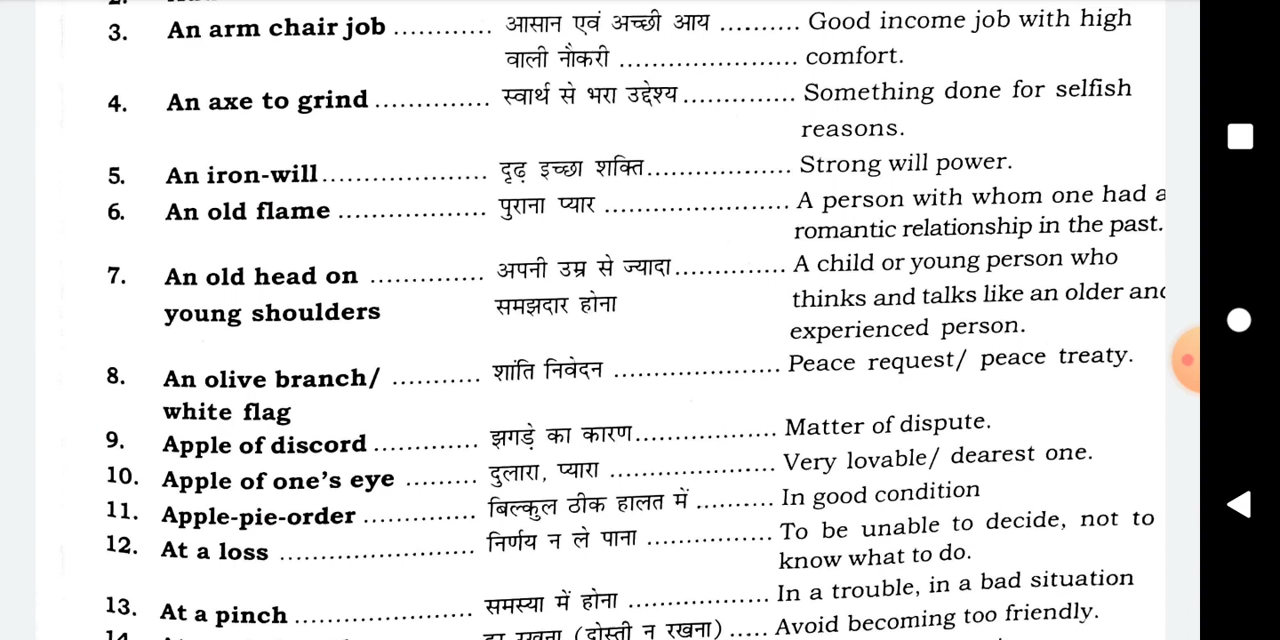 3. An arm chair job ............ आसान एवं अच्छी आय .......... Good income job with high
वाली नौकरी ...................... comfort.
4. An axe to grind .............. स्वार्थ से भरा उद्देश्य .............. Something done for selfish
reasons.
5. An iron-will ..................... दृढ़ इच्छा शक्ति .................. Strong will power.
6. An old flame .................. पुराना प्यार ....................... A person with whom one had a
romantic relationship in the past.
7. An old head on .............. अपनी उम्र से ज्यादा .............. A child or young person who
young shoulders समझदार होना thinks and talks like an older
experienced person.
8. An olive branch/ ........... शांति निवेदन ..................... Peace request/ peace treaty.
white flag
9. Apple of discord ............. झगड़े का कारण .................. Matter of dispute.
10. Apple of one's eye ......... दुलारा, प्यारा ..................... Very lovable/ dearest one.
11. Apple-pie-order .............. बिल्कुल ठीक हालत में .......... In good condition
12. At a loss ........................ निर्णय न ले पाना ................ To be unable to decide, not to
know what to do.
13. At a pinch ...................... समस्या में होना .................. In a trouble, in a bad situation
(दोस्ती न रखना) ..... Avoid becoming too friendly.